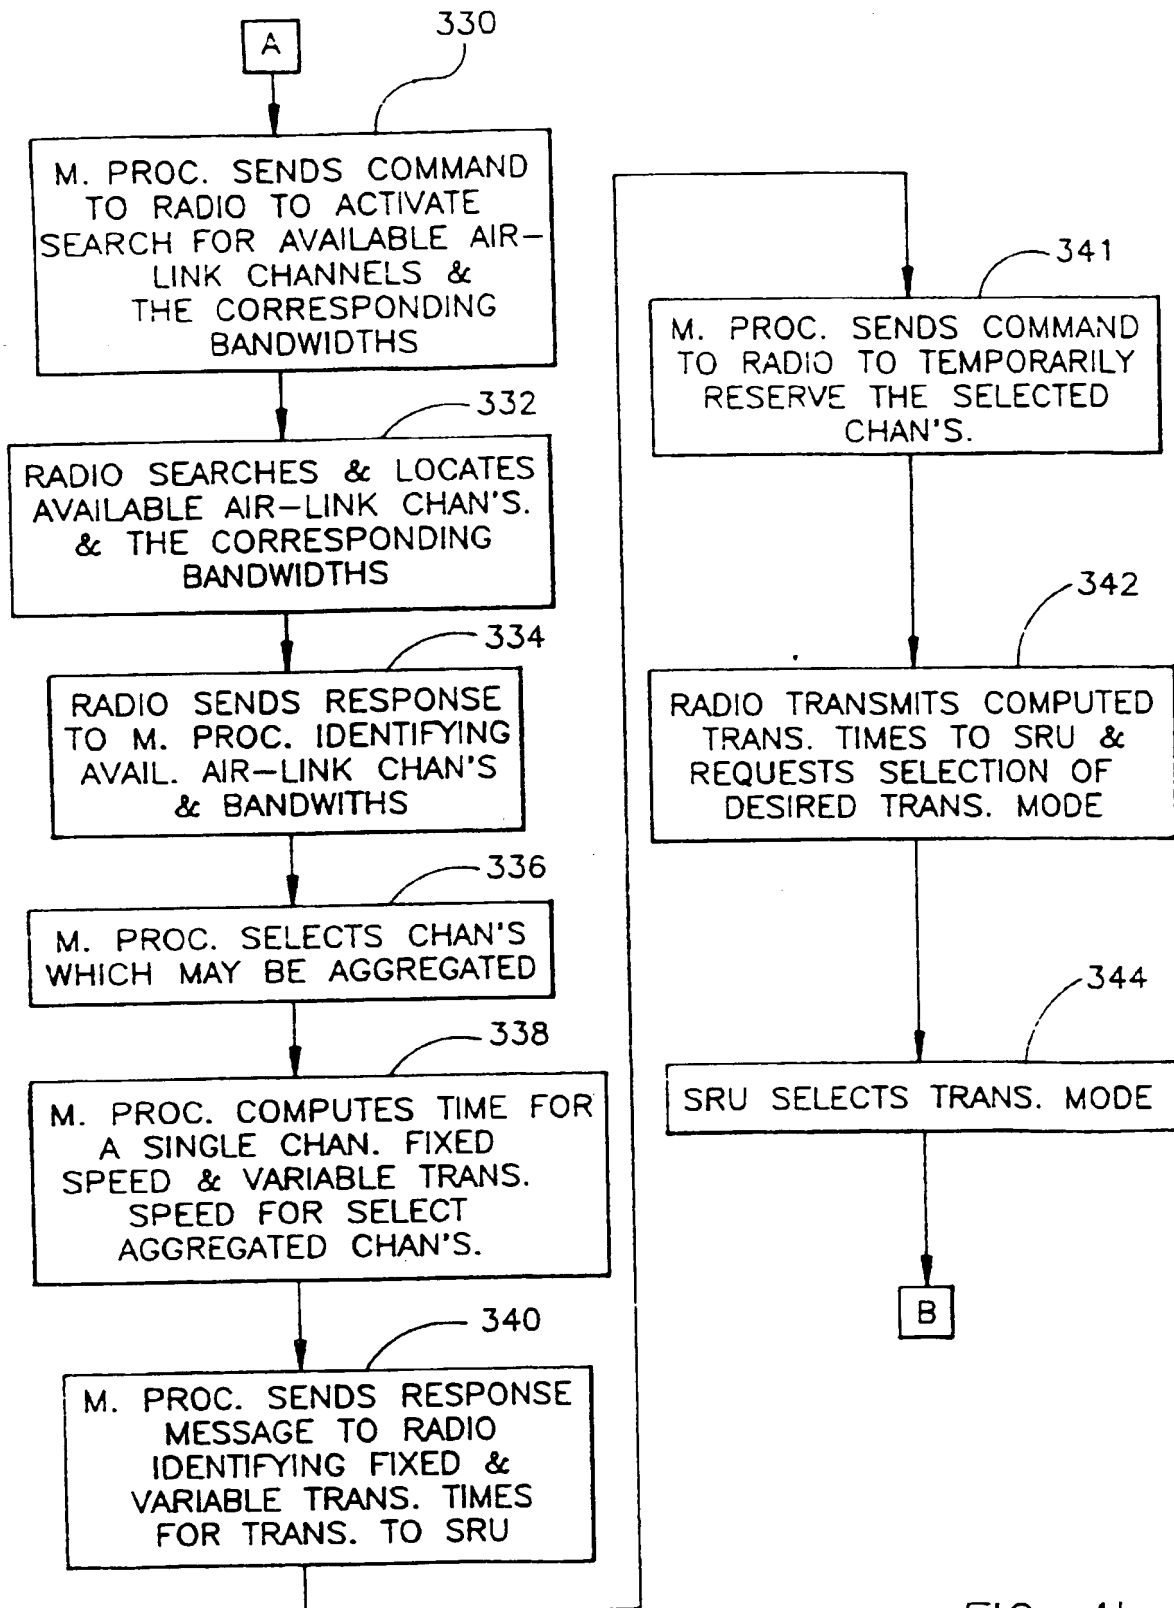 A
330
M. PROC. SENDS COMMAND
TO RADIO TO ACTIVATE
SEARCH FOR AVAILABLE AIR–
LINK CHANNELS &
THE CORRESPONDING
BANDWIDTHS
332
RADIO SEARCHES & LOCATES
AVAILABLE AIR–LINK CHAN'S.
& THE CORRESPONDING
BANDWIDTHS
334
RADIO SENDS RESPONSE
TO M. PROC. IDENTIFYING
AVAIL. AIR–LINK CHAN'S
& BANDWITHS
336
M. PROC. SELECTS CHAN'S
WHICH MAY BE AGGREGATED
338
M. PROC. COMPUTES TIME FOR
A SINGLE CHAN. FIXED
SPEED & VARIABLE TRANS.
SPEED FOR SELECT
AGGREGATED CHAN'S.
340
M. PROC. SENDS RESPONSE
MESSAGE TO RADIO
IDENTIFYING FIXED &
VARIABLE TRANS. TIMES
FOR TRANS. TO SRU
341
M. PROC. SENDS COMMAND
TO RADIO TO TEMPORARILY
RESERVE THE SELECTED
CHAN'S.
342
RADIO TRANSMITS COMPUTED
TRANS. TIMES TO SRU &
REQUESTS SELECTION OF
DESIRED TRANS. MODE
344
SRU SELECTS TRANS. MODE
B